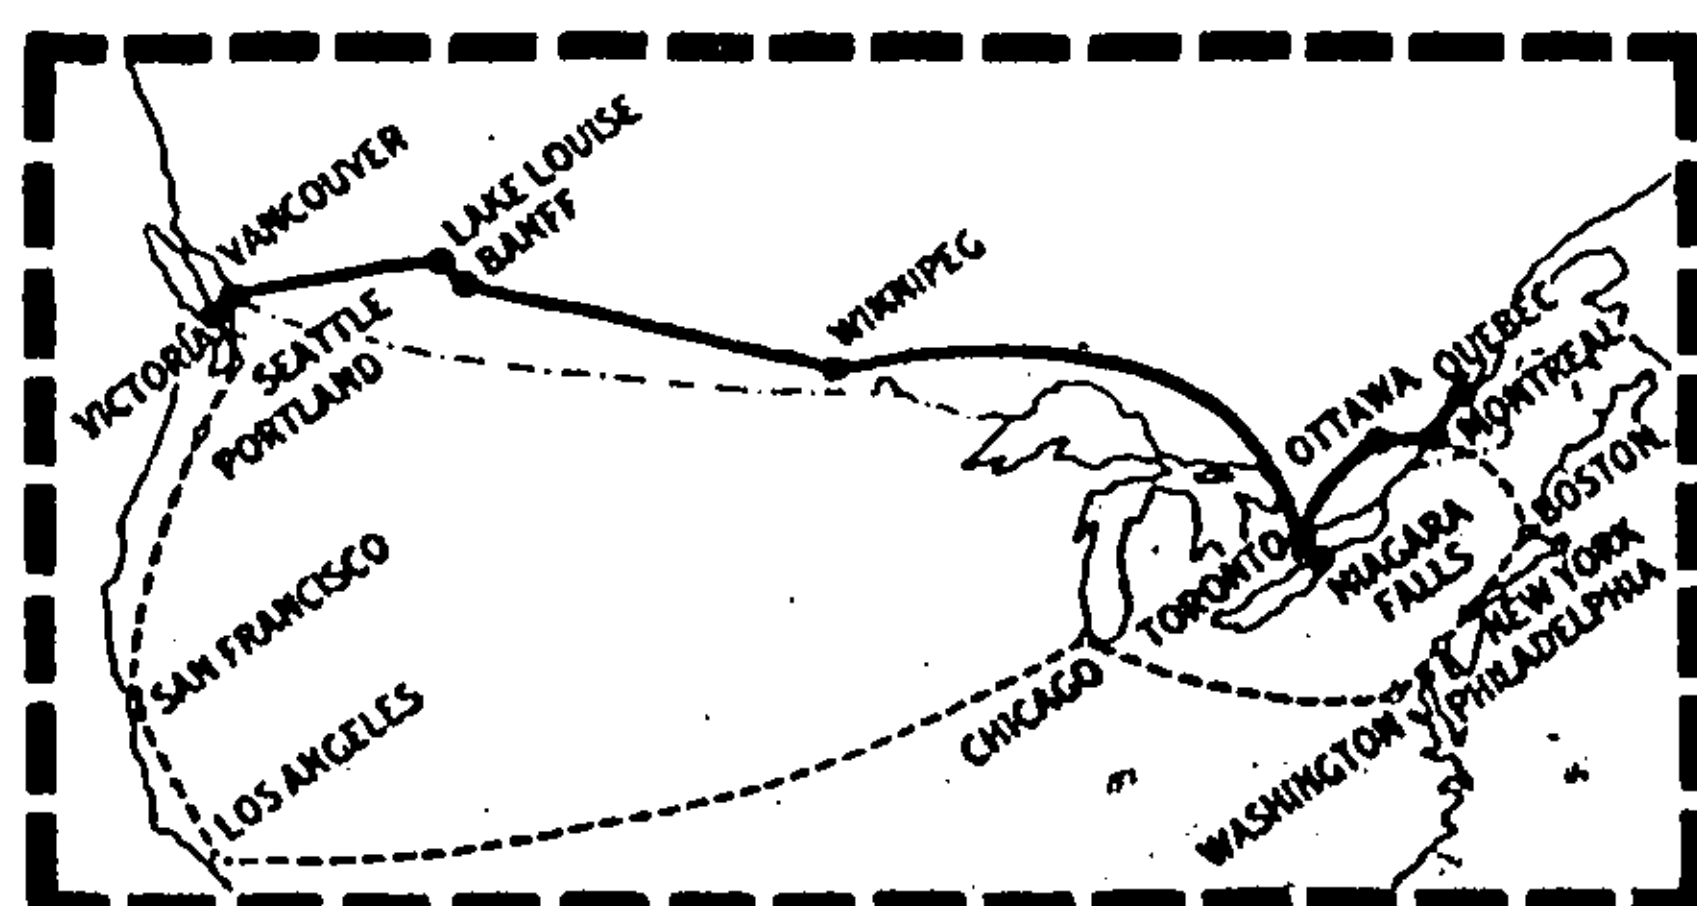 VANCOUVER
LAKE LOUISE
BANFF
WINNIPEG
VICTORIA
SEATTLE
PORTLAND
OTTAWA
QUEBEC
MONTREAL
BOSTON
SAN FRANCISCO
TORONTO
NIAGARA
FALLS
NEW YORK
PHILADELPHIA
LOS ANGELES
CHICAGO
WASHINGTON